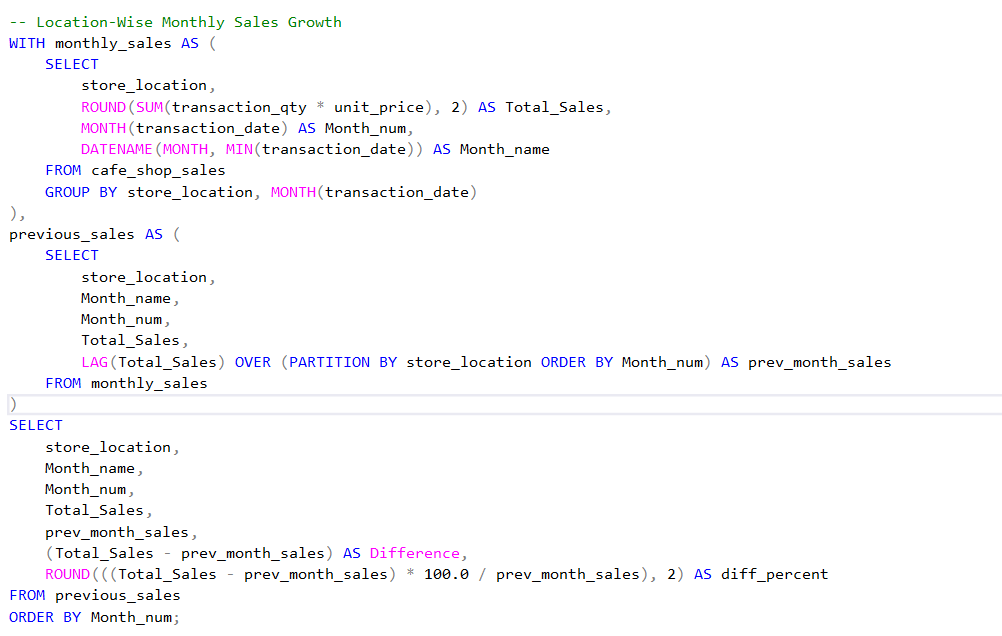 -- Location-Wise Monthly Sales Growth
WITH monthly_sales AS (
    SELECT
        store_location,
        ROUND(SUM(transaction_qty * unit_price), 2) AS Total_Sales,
        MONTH(transaction_date) AS Month_num,
        DATENAME(MONTH, MIN(transaction_date)) AS Month_name
    FROM cafe_shop_sales
    GROUP BY store_location, MONTH(transaction_date)
),
previous_sales AS (
    SELECT
        store_location,
        Month_name,
        Month_num,
        Total_Sales,
        LAG(Total_Sales) OVER (PARTITION BY store_location ORDER BY Month_num) AS prev_month_sales
    FROM monthly_sales
)
SELECT
    store_location,
    Month_name,
    Month_num,
    Total_Sales,
    prev_month_sales,
    (Total_Sales - prev_month_sales) AS Difference,
    ROUND(((Total_Sales - prev_month_sales) * 100.0 / prev_month_sales), 2) AS diff_percent
FROM previous_sales
ORDER BY Month_num;